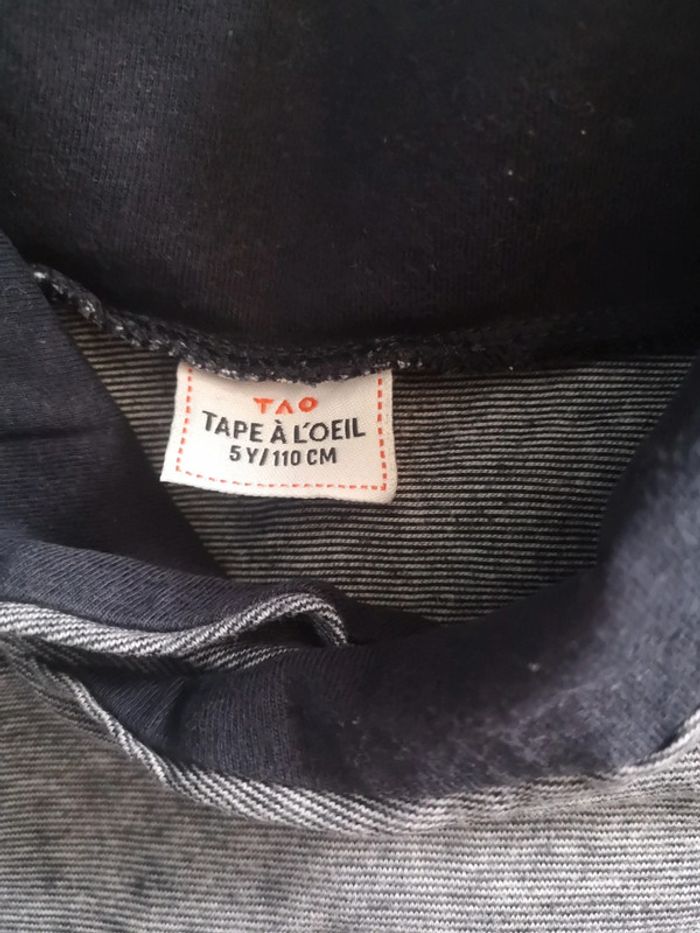 TAO
TAPE À L'OEIL
5 Y/110 CM